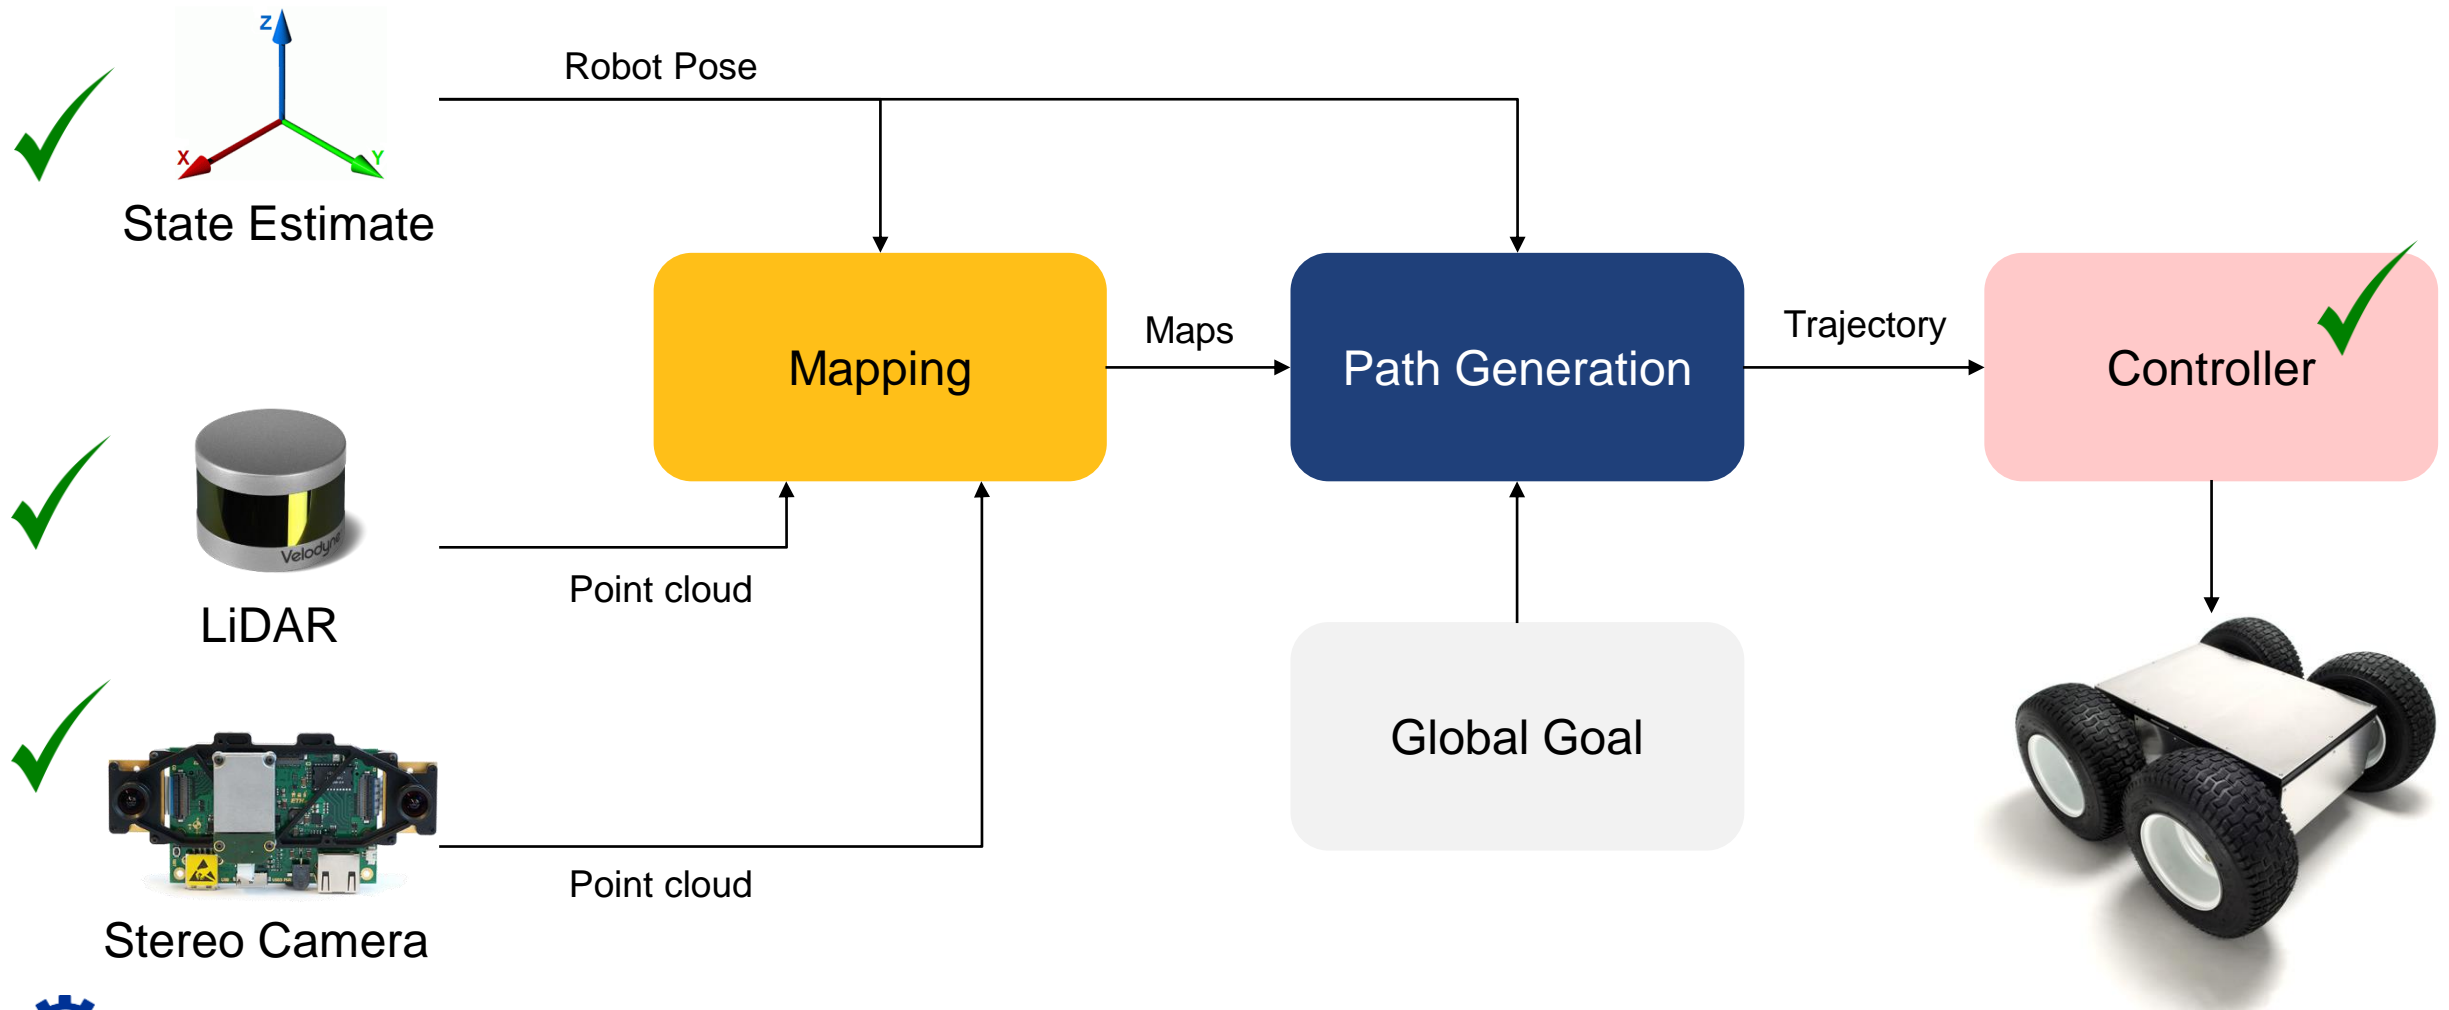 Z
X
Y
State Estimate
Robot Pose
Mapping
Maps
Path Generation
Trajectory
Controller
Velodyne
LiDAR
Point cloud
Global Goal
Point cloud
Stereo Camera